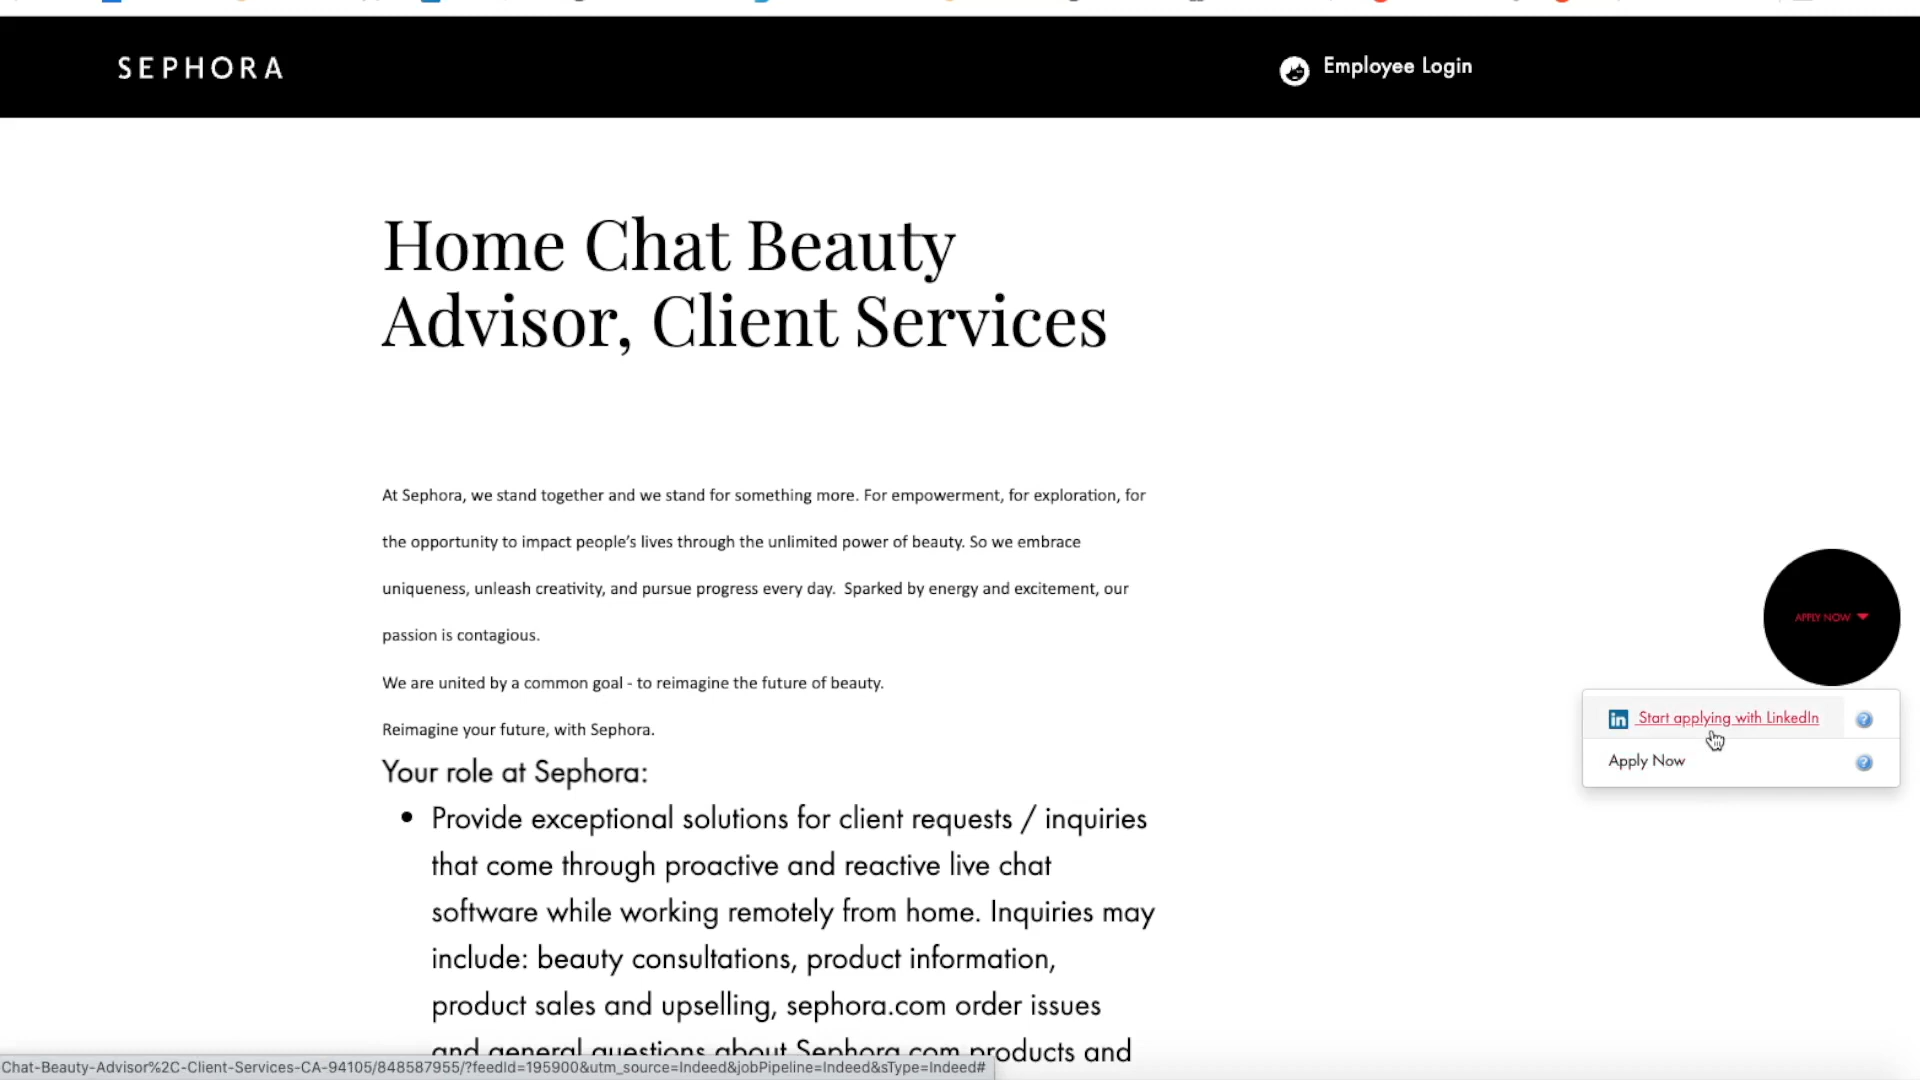 SEPHORA
Employee Login
Home Chat Beauty
Advisor, Client Services
At Sephora, we stand together and we stand for something more. For empowerment, for exploration, for
the opportunity to impact people’s lives through the unlimited power of beauty. So we embrace
uniqueness, unleash creativity, and pursue progress every day.  Sparked by energy and excitement, our
passion is contagious.
We are united by a common goal - to reimagine the future of beauty.
Reimagine your future, with Sephora.
APPLY NOW
in Start applying with LinkedIn ?
Apply Now ?
Your role at Sephora:
• Provide exceptional solutions for client requests / inquiries
that come through proactive and reactive live chat
software while working remotely from home. Inquiries may
include: beauty consultations, product information,
product sales and upselling, sephora.com order issues
and general questions about Sephora.com products and
Chat-Beauty-Advisor%2C-Client-Services-CA-94105/848587955/?feedId=195900&utm_source=Indeed&jobPipeline=Indeed&sType=Indeed#